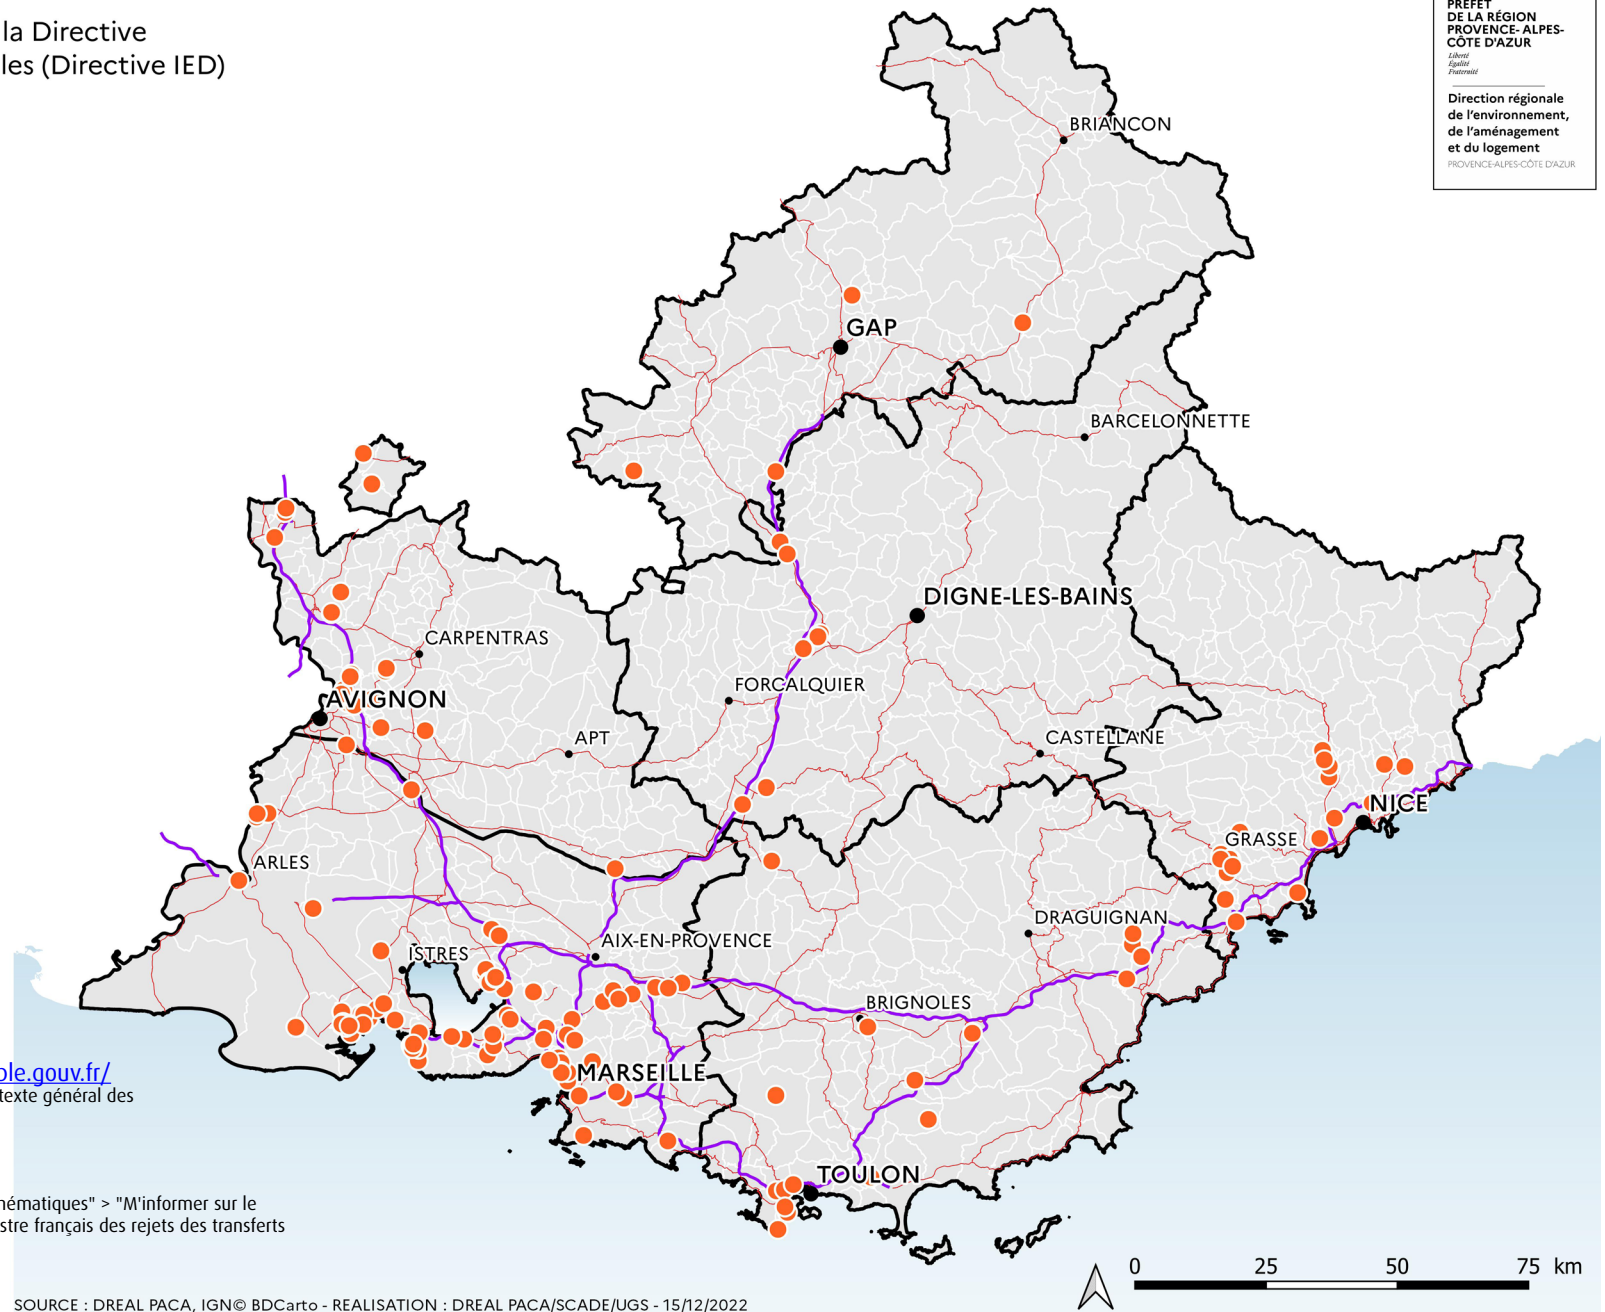 la Directive
les (Directive IED)
PRÉFET
DE LA RÉGION
PROVENCE- ALPES-
CÔTE D'AZUR
Liberté
Égalité
Fraternité
Direction régionale
de l'environnement,
de l'aménagement
et du logement
PROVENCE-ALPES-CÔTE D'AZUR
BRIANCON
GAP
BARCELONNETTE
DIGNE-LES-BAINS
CARPENTRAS
FORCALQUIER
AVIGNON
APT
CASTELLANE
NICE
GRASSE
ARLES
DRAGUIGNAN
AIX-EN-PROVENCE
ISTRES
BRIGNOLES
MARSEILLE
TOULON
ole.gouv.fr/
texte général des
hématiques" > "M'informer sur le
stre français des rejets des transferts
0 25 50 75 km
SOURCE : DREAL PACA, IGN© BDCarto - REALISATION : DREAL PACA/SCADE/UGS - 15/12/2022